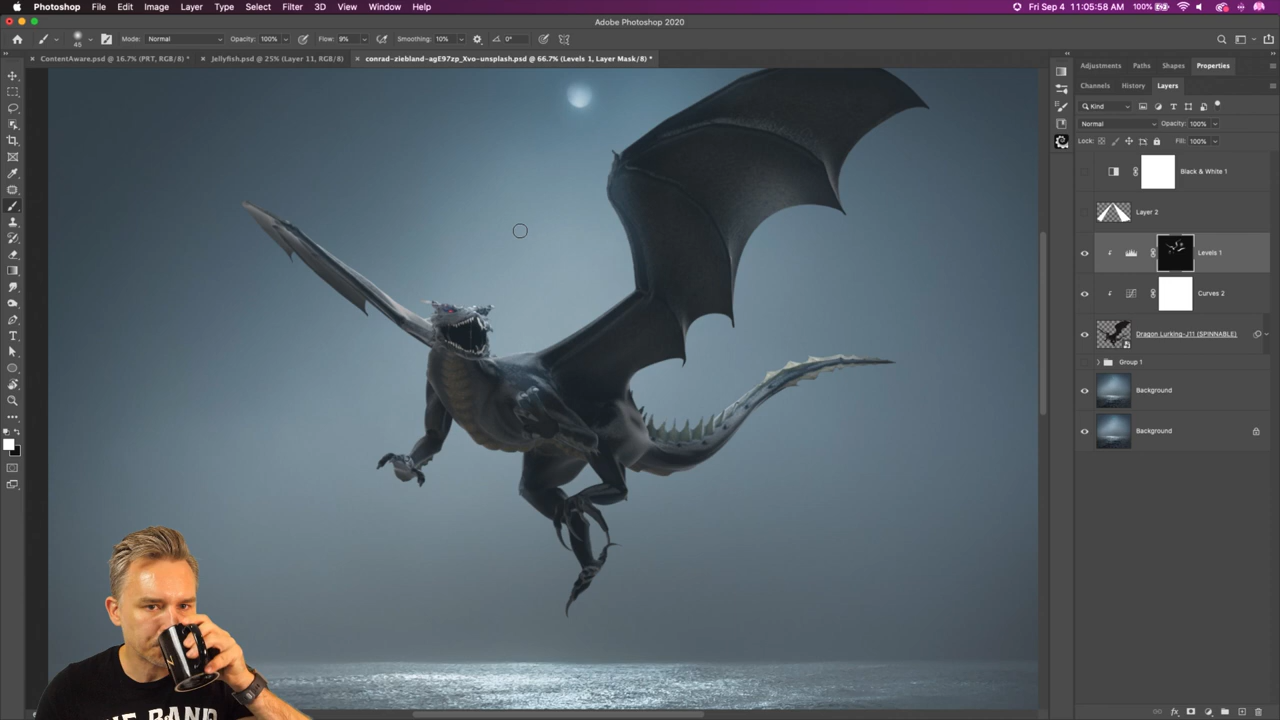 Photoshop File Edit Image Layer Type Select Filter 3D View Window Help 100% Fri Sep 4 11:05:58 AM
Adobe Photoshop 2020
45 Mode: Normal Opacity: 100% Flow: 9% Smoothing: 10% 0°
ContentAware.psd @ 16.7% (PRT, RGB/8) * Jellyfish.psd @ 25% (Layer 11, RGB/8) conrad-ziebland-agE97zp_Xvo-unsplash.psd @ 66.7% (Levels 1, Layer Mask/8) *
Adjustments Paths Shapes Properties
Channels History Layers
Kind
Normal Opacity: 100%
Lock: Fill: 100%
Black & White 1
Layer 2
Levels 1
Curves 2
Dragon Lurking-J11 (SPINNABLE)
Group 1
Background
Background
THE BAND